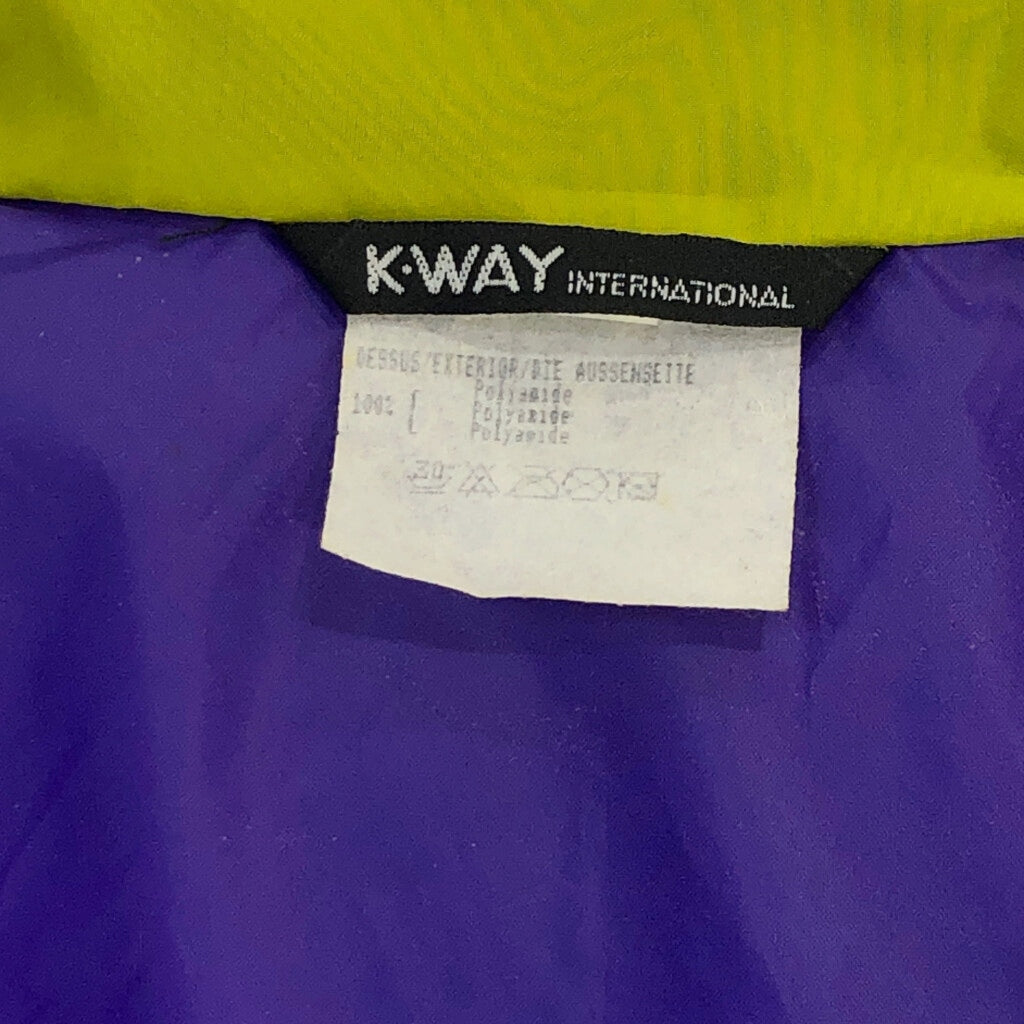 K·WAY INTERNATIONAL
DESSUS/EXTERIOR/DIE AUSSENSEITE
Polyamide
100% [ Polyamide
Polyamide
30